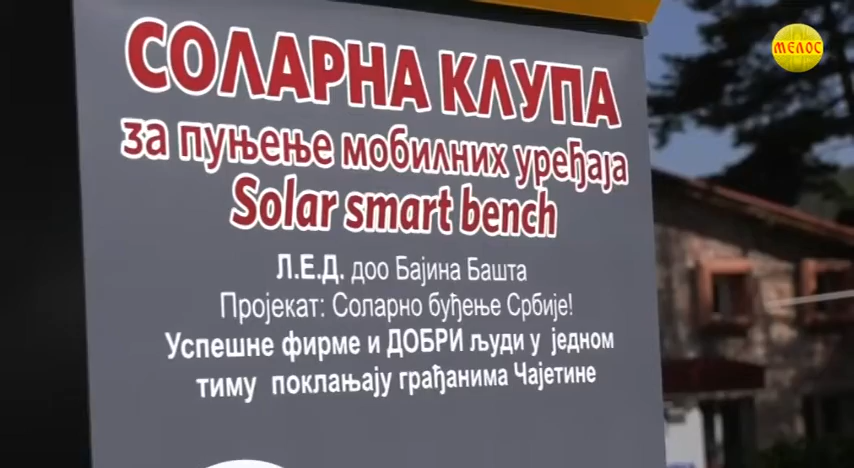 МЕЛОС
СОЛАРНА КЛУПА
за пуњење мобилних уређаја
Solar smart bench
Л.Е.Д. доо Бајина Башта
Пројекат: Соларно буђење Србије!
Успешне фирме и ДОБРИ људи у једном
тиму поклањају грађанима Чајетине